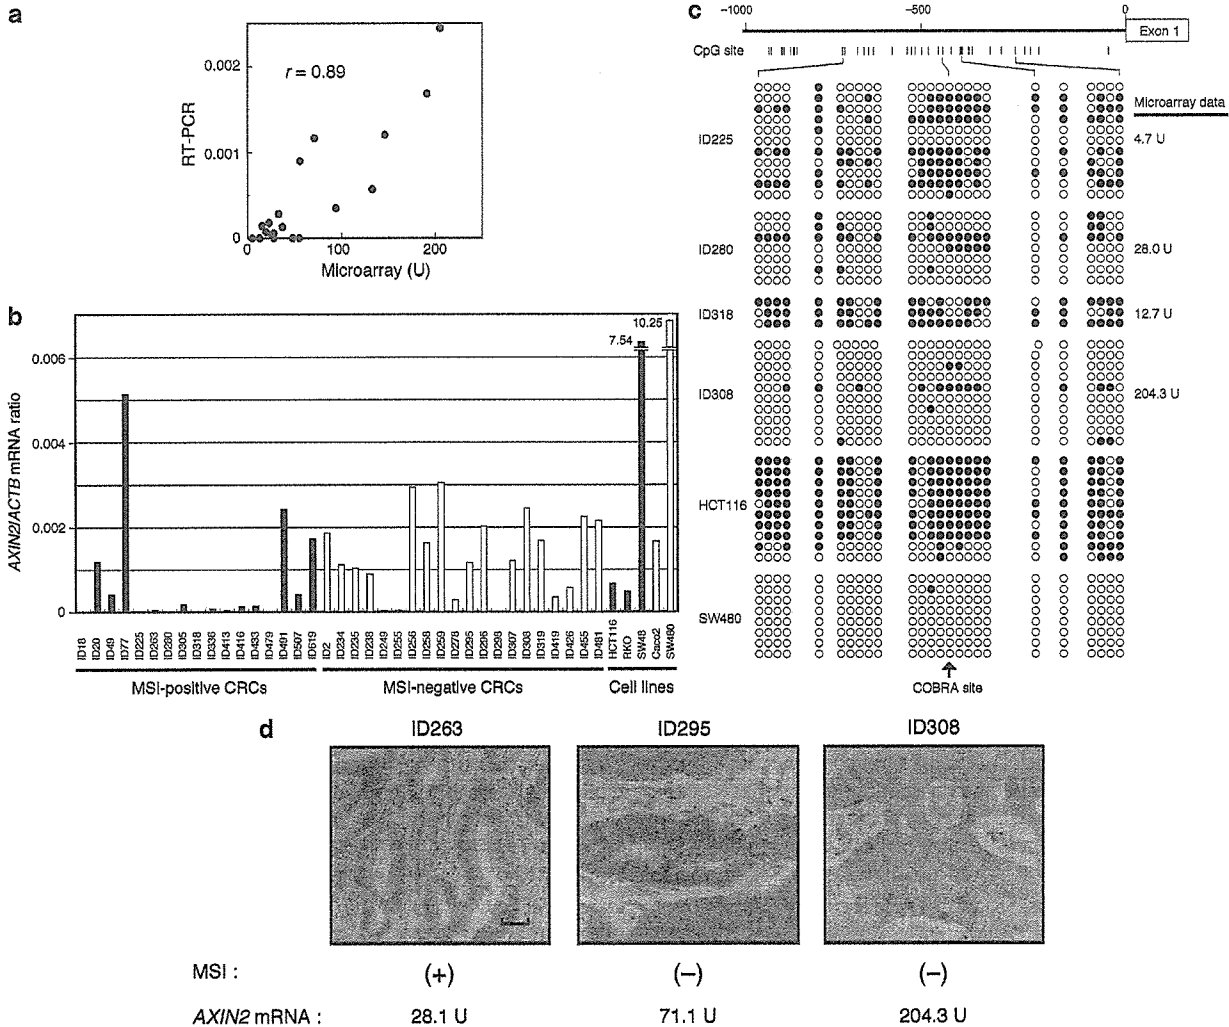 a
r = 0.89
RT-PCR
0.002
0.001
0
0 100 200
Microarray (U)
b
AXIN2/ACTB mRNA ratio
0.006
0.004
0.002
0
7.54
10.25
ID18 ID20 ID49 ID77 ID225 ID263 ID280 ID305 ID318 ID336 ID413 ID416 ID433 ID479 ID491 ID507 ID619 ID2 ID234 ID235 ID238 ID249 ID255 ID256 ID258 ID259 ID278 ID295 ID296 ID298 ID307 ID308 ID319 ID419 ID426 ID455 ID481 HCT116 RKO SW48 Caco2 SW480
MSI-positive CRCs MSI-negative CRCs Cell lines
c
−1000 −500 0
Exon 1
CpG site
Microarray data
ID225 4.7 U
ID280 28.0 U
ID318 12.7 U
ID308 204.3 U
HCT116
SW480
COBRA site
d
ID263 ID295 ID308
MSI : (+) (−) (−)
AXIN2 mRNA : 28.1 U 71.1 U 204.3 U